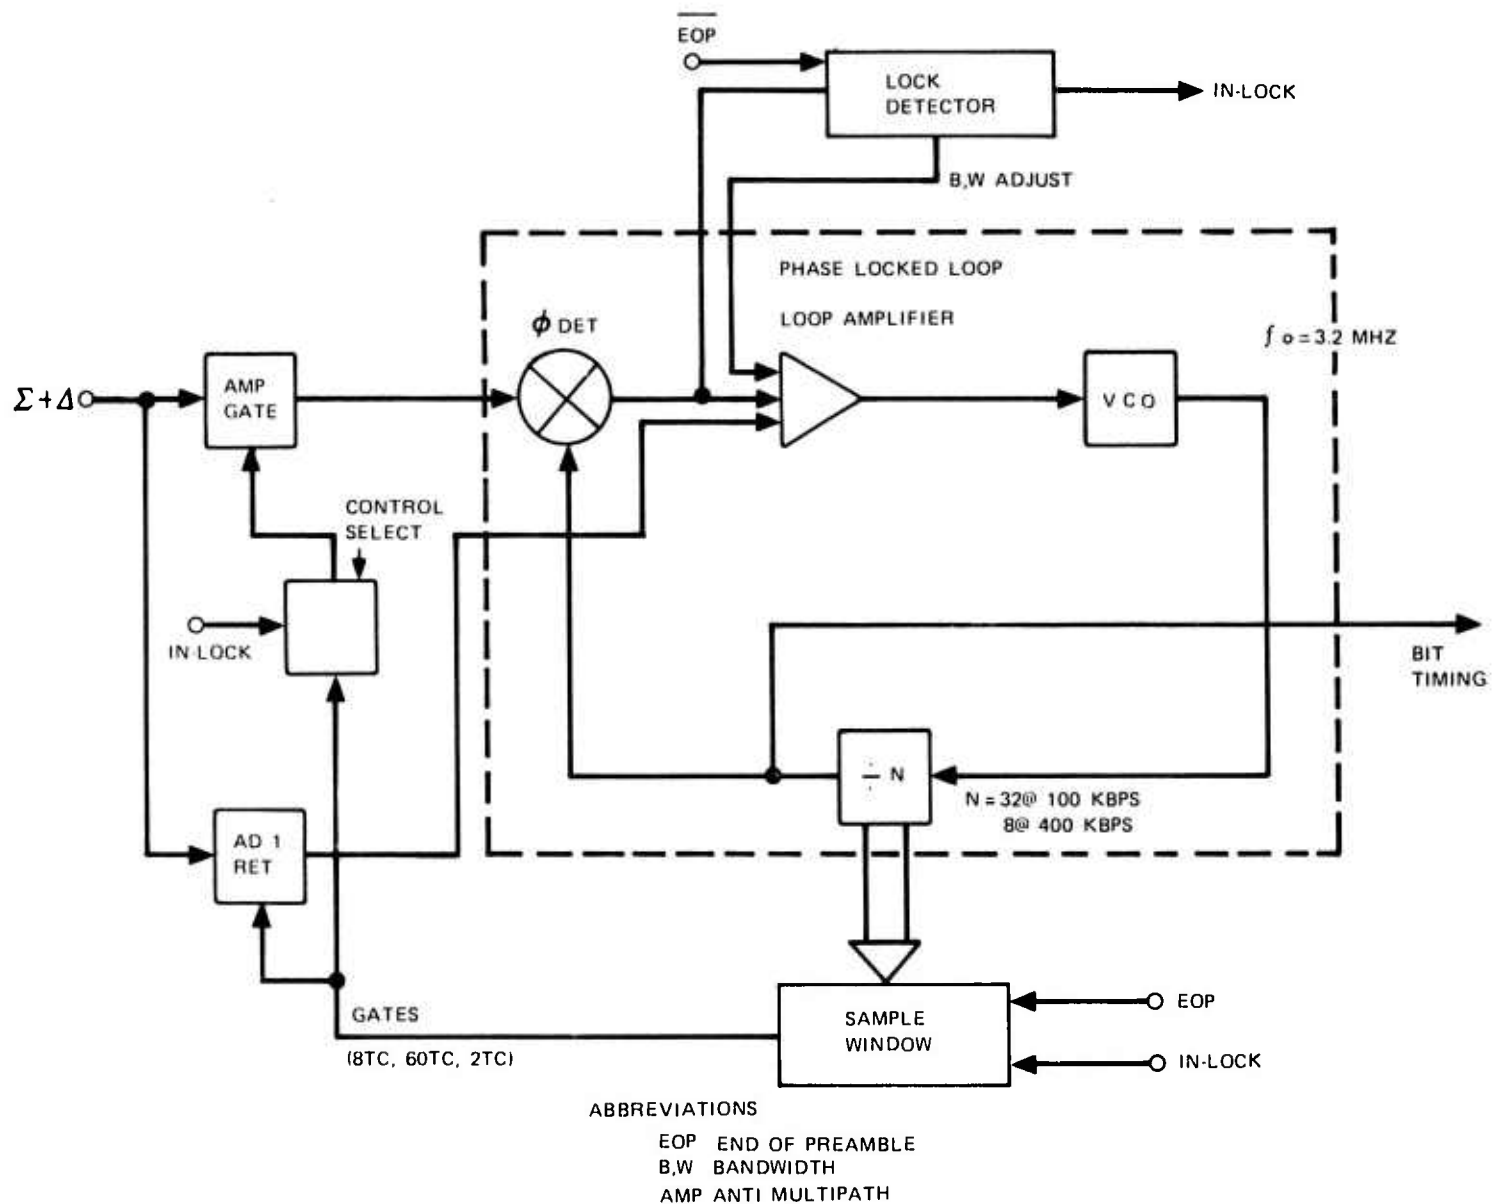 EOP
LOCK
DETECTOR
IN-LOCK
B,W ADJUST
PHASE LOCKED LOOP
LOOP AMPLIFIER
ϕ DET
ƒ o = 3.2 MHZ
Σ+Δ
AMP
GATE
VCO
CONTROL
SELECT
IN-LOCK
BIT
TIMING
÷ N
N = 32@ 100 KBPS
8@ 400 KBPS
AD 1
RET
GATES
(8TC, 60TC, 2TC)
SAMPLE
WINDOW
EOP
IN-LOCK
ABBREVIATIONS
EOP END OF PREAMBLE
B,W BANDWIDTH
AMP ANTI MULTIPATH